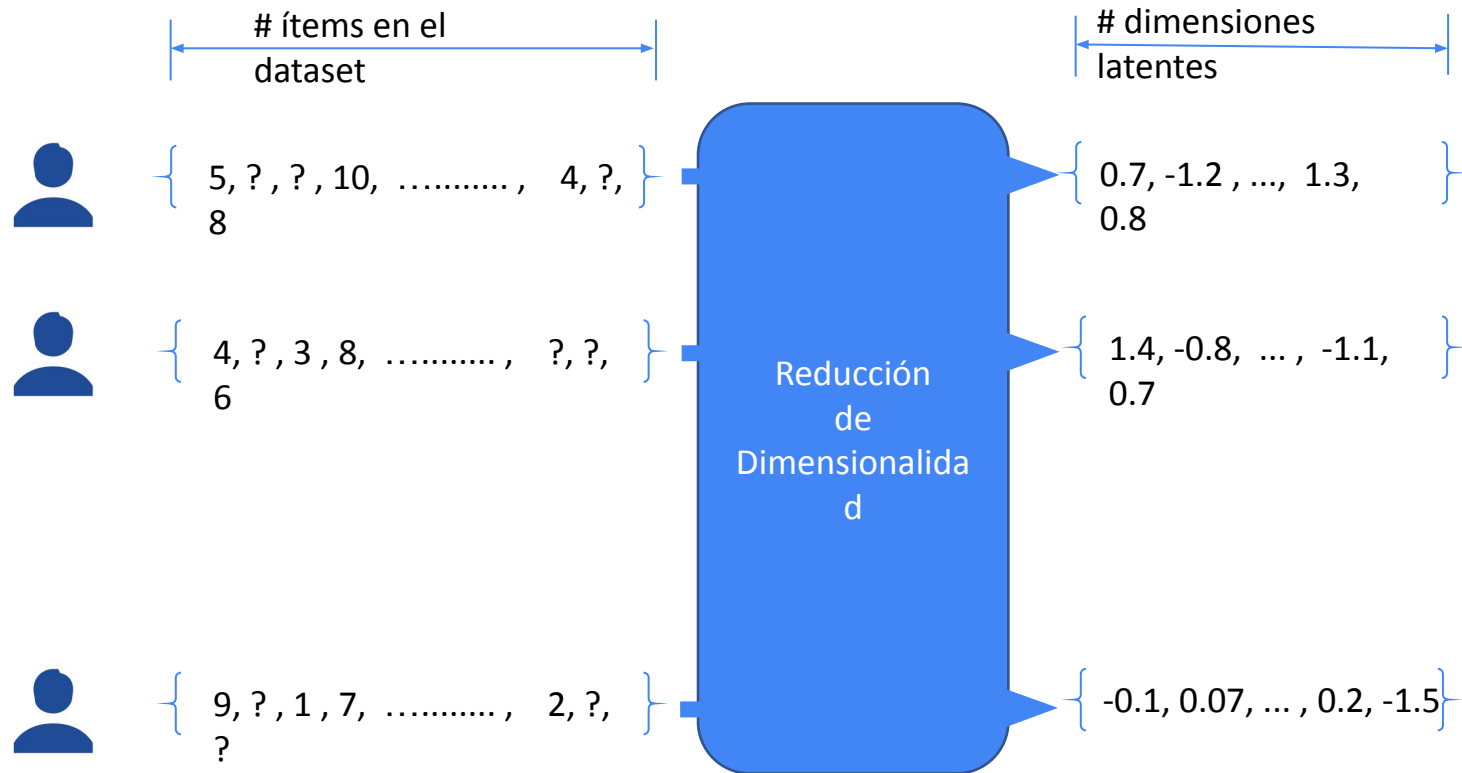 # ítems en el
dataset
# dimensiones
latentes
5, ? , ? , 10, …........ , 4, ?,
8
0.7, -1.2 , ..., 1.3,
0.8
4, ? , 3 , 8, …........ , ?, ?,
6
1.4, -0.8, ... , -1.1,
0.7
Reducción
de
Dimensionalida
d
9, ? , 1 , 7, …........ , 2, ?,
?
-0.1, 0.07, ... , 0.2, -1.5